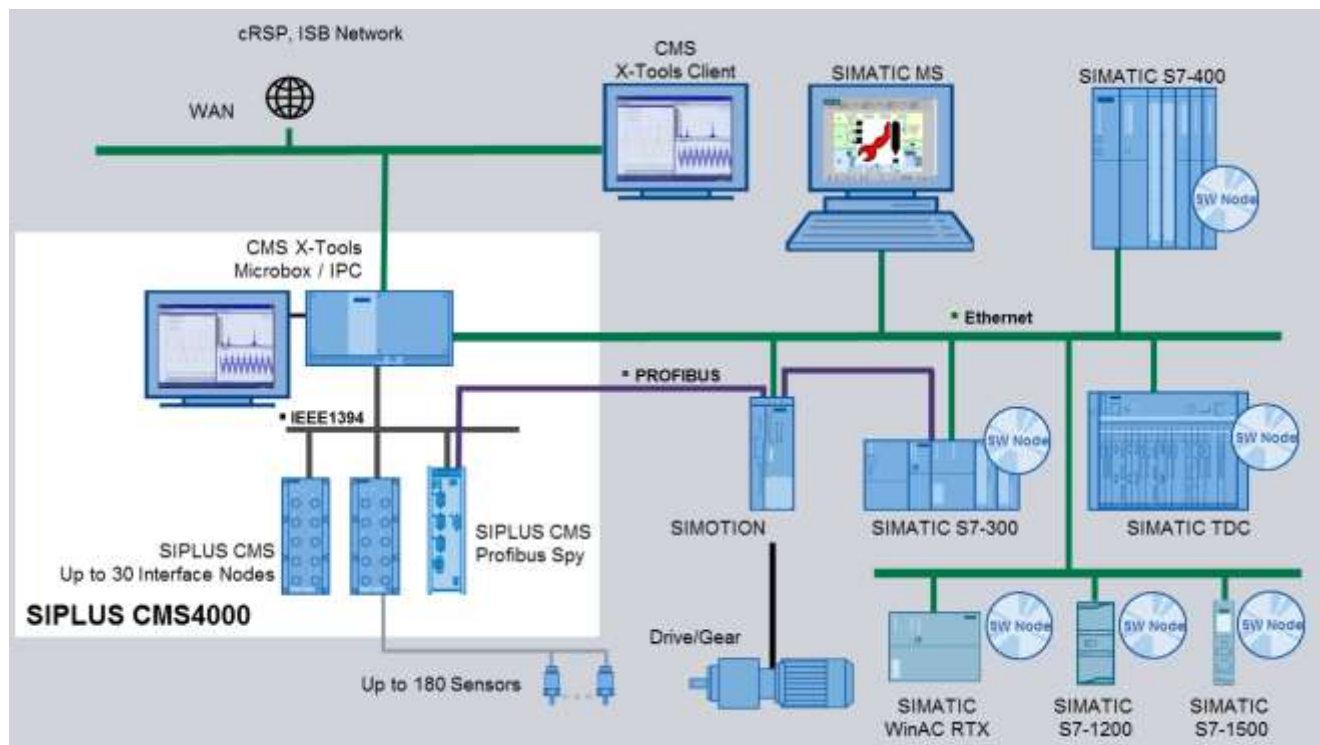 cRSP, ISB Network
WAN
CMS
X-Tools Client
SIMATIC MS
SIMATIC S7-400
SW Node
CMS X-Tools
Microbox / IPC
Ethernet
PROFIBUS
IEEE1394
SW Node
SW Node
SIPLUS CMS
Up to 30 Interface Nodes
SIPLUS CMS
Profibus Spy
SIMOTION
SIMATIC S7-300
SIMATIC TDC
SIPLUS CMS4000
Drive/Gear
SW Node
SW Node
SW Node
Up to 180 Sensors
SIMATIC
WinAC RTX
SIMATIC
S7-1200
SIMATIC
S7-1500